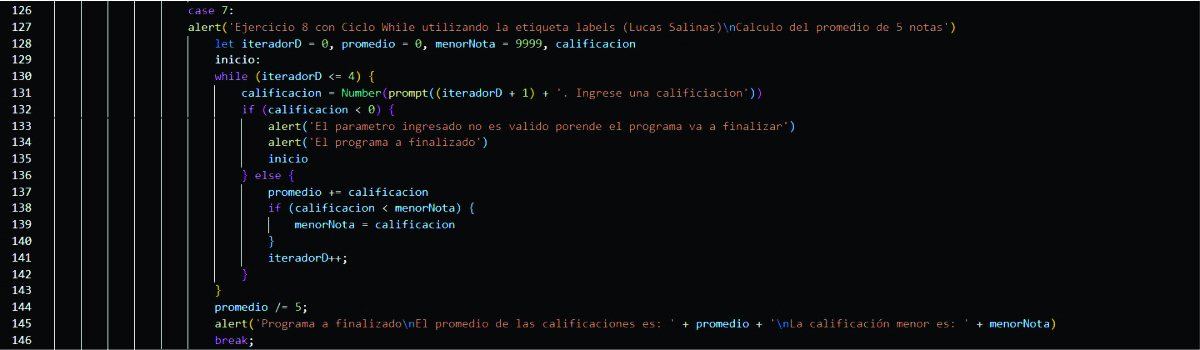 126 case 7:
127 alert('Ejercicio 8 con Ciclo While utilizando la etiqueta labels (Lucas Salinas)\nCalculo del promedio de 5 notas')
128 let iteradorD = 0, promedio = 0, menorNota = 9999, calificacion
129 inicio:
130 while (iteradorD <= 4) {
131 calificacion = Number(prompt((iteradorD + 1) + '. Ingrese una calificiacion'))
132 if (calificacion < 0) {
133 alert('El parametro ingresado no es valido porende el programa va a finalizar')
134 alert('El programa a finalizado')
135 inicio
136 } else {
137 promedio += calificacion
138 if (calificacion < menorNota) {
139 menorNota = calificacion
140 }
141 iteradorD++;
142 }
143 }
144 promedio /= 5;
145 alert('Programa a finalizado\nEl promedio de las calificaciones es: ' + promedio + '\nLa calificación menor es: ' + menorNota)
146 break;